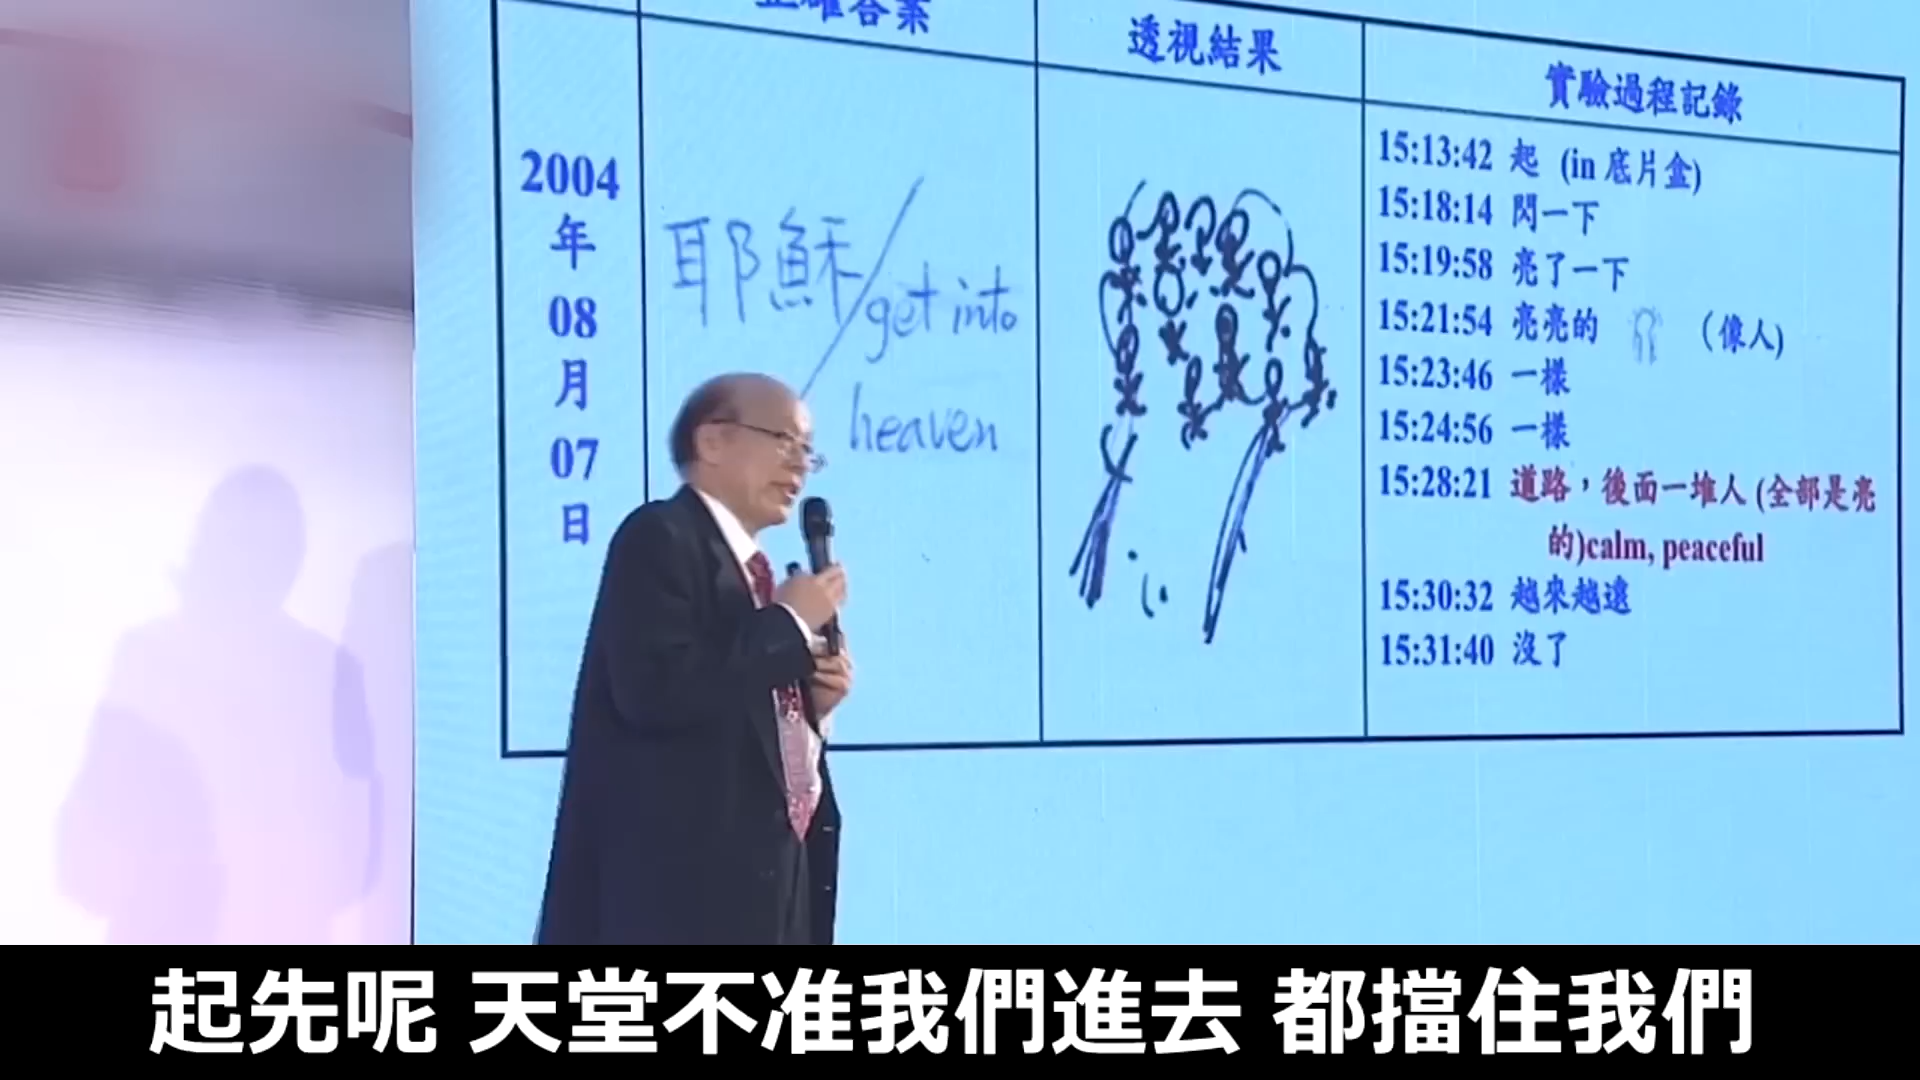 正確答案
透視結果
實驗過程記錄
2004
年
08
月
07
日
耶穌/get into
heaven
15:13:42 起 (in 底片盒)
15:18:14 閃一下
15:19:58 亮了一下
15:21:54 亮亮的 (像人)
15:23:46 一樣
15:24:56 一樣
15:28:21 道路，後面一堆人(全部是亮
的)calm, peaceful
15:30:32 越來越遠
15:31:40 沒了
起先呢 天堂不准我們進去 都擋住我們